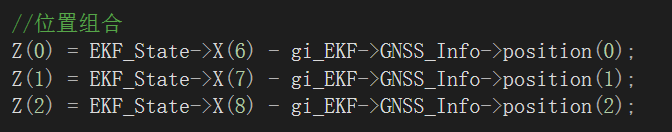 //位置组合
Z(0) = EKF_State->X(6) - gi_EKF->GNSS_Info->position(0);
Z(1) = EKF_State->X(7) - gi_EKF->GNSS_Info->position(1);
Z(2) = EKF_State->X(8) - gi_EKF->GNSS_Info->position(2);